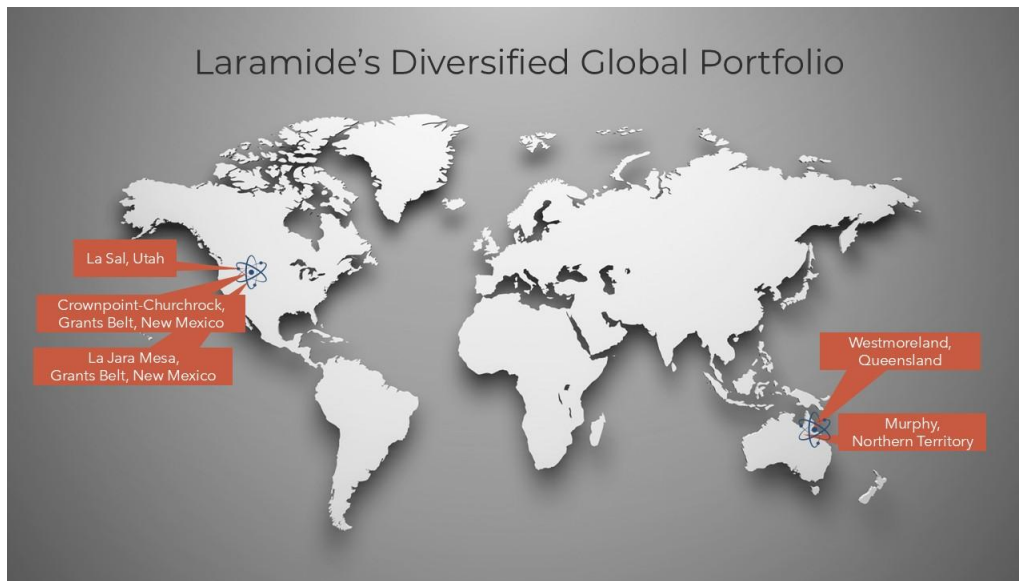 Laramide's Diversified Global Portfolio
La Sal, Utah
Crownpoint-Churchrock,
Grants Belt, New Mexico
La Jara Mesa,
Grants Belt, New Mexico
Westmoreland,
Queensland
Murphy,
Northern Territory